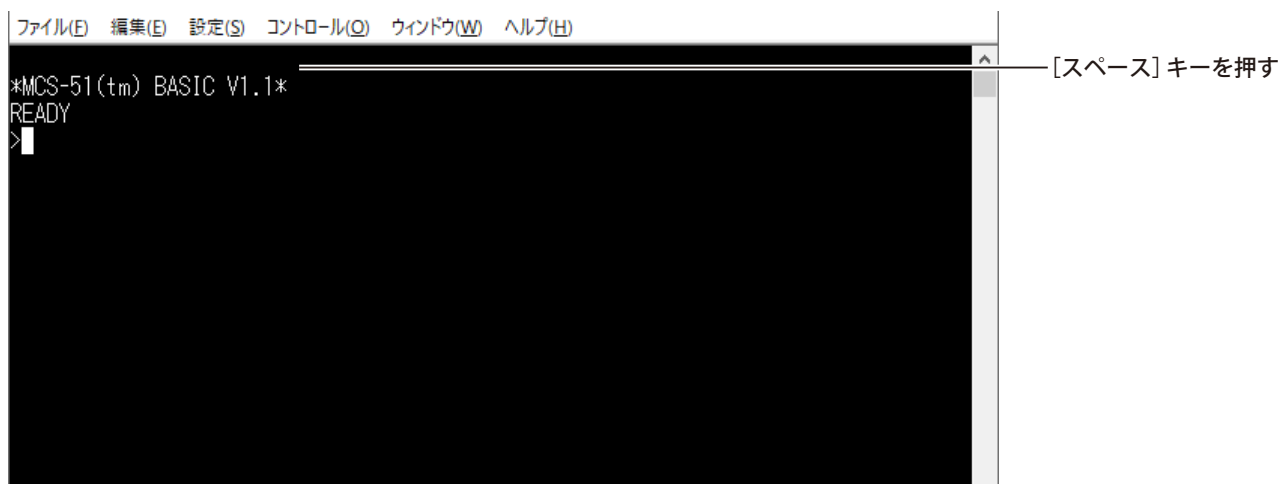 ファイル(F) 編集(E) 設定(S) コントロール(O) ウィンドウ(W) ヘルプ(H)
[スペース] キーを押す
*MCS-51(tm) BASIC V1.1*
READY
>